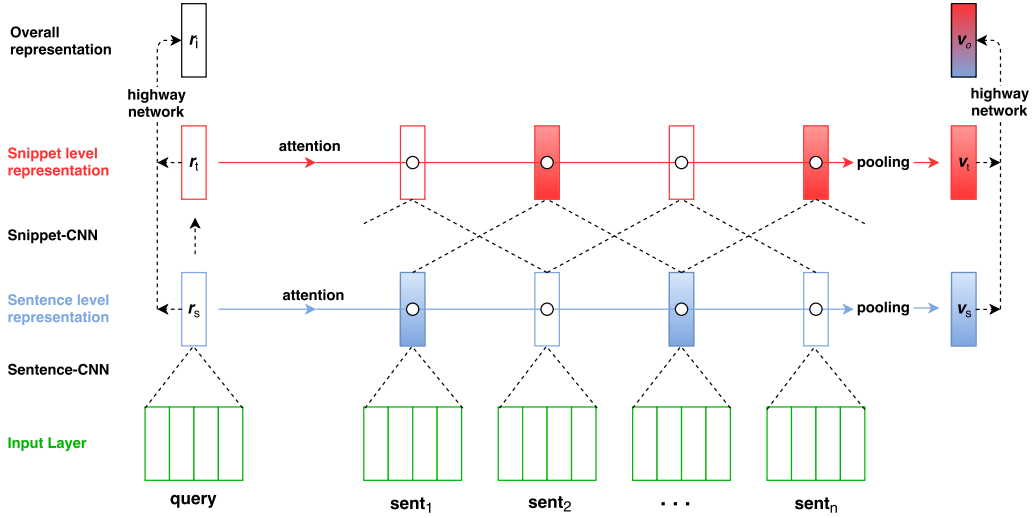 Overall
representation
r_i
v_o
highway
network
highway
network
Snippet level
representation
r_t
attention
pooling
v_t
Snippet-CNN
Sentence level
representation
r_s
attention
pooling
v_s
Sentence-CNN
Input Layer
query
sent_1
sent_2
. . .
sent_n